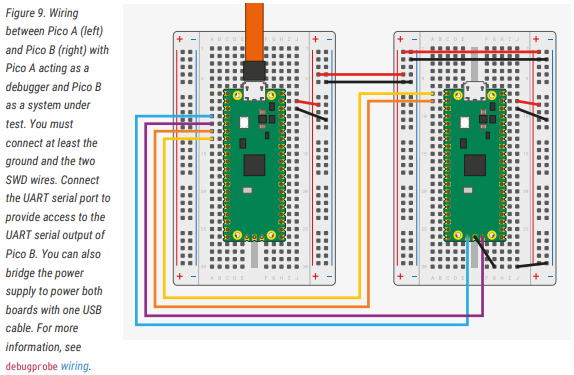 Figure 9. Wiring
between Pico A (left)
and Pico B (right) with
Pico A acting as a
debugger and Pico B
as a system under
test. You must
connect at least the
ground and the two
SWD wires. Connect
the UART serial port to
provide access to the
UART serial output of
Pico B. You can also
bridge the power
supply to power both
boards with one USB
cable. For more
information, see
debugprobe wiring.